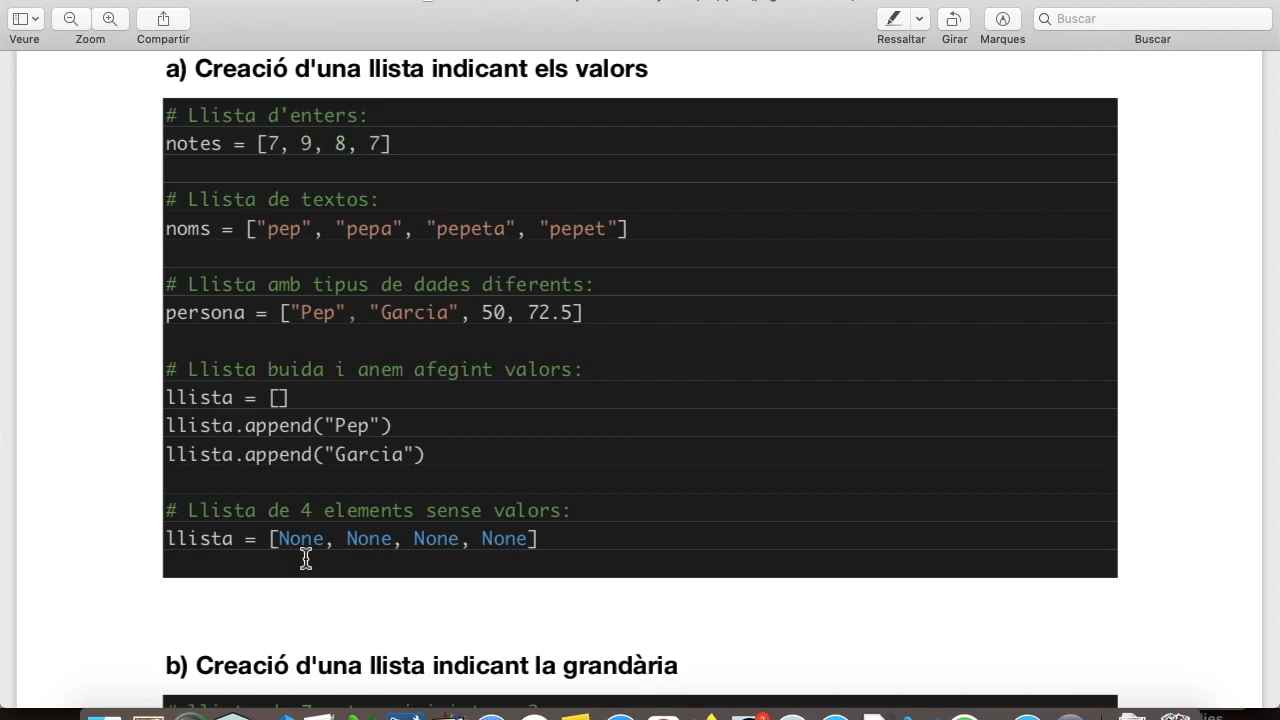 Veure
Zoom
Compartir
Ressaltar
Girar
Marques
Buscar
Buscar
a) Creació d'una llista indicant els valors
# Llista d'enters:
notes = [7, 9, 8, 7]
# Llista de textos:
noms = ["pep", "pepa", "pepeta", "pepet"]
# Llista amb tipus de dades diferents:
persona = ["Pep", "Garcia", 50, 72.5]
# Llista buida i anem afegint valors:
llista = []
llista.append("Pep")
llista.append("Garcia")
# Llista de 4 elements sense valors:
llista = [None, None, None, None]
b) Creació d'una llista indicant la grandària